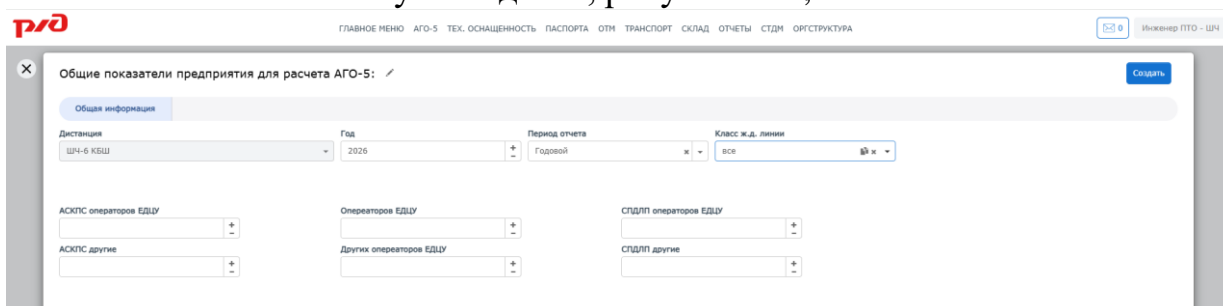 РЖД
ГЛАВНОЕ МЕНЮ АГО-5 ТЕХ. ОСНАЩЕННОСТЬ ПАСПОРТА ОТМ ТРАНСПОРТ СКЛАД ОТЧЕТЫ СТДМ ОРГСТРУКТУРА
0 Инженер ПТО - ШЧ
Общие показатели предприятия для расчета АГО-5:
Создать
Общая информация
Дистанция Год Период отчета Класс ж.д. линии
ШЧ-6 КБШ 2026 Годовой все
АСКПС операторов ЕДЦУ Опереаторов ЕДЦУ СПДЛП операторов ЕДЦУ
АСКПС другие Других опереаторов ЕДЦУ СПДЛП другие